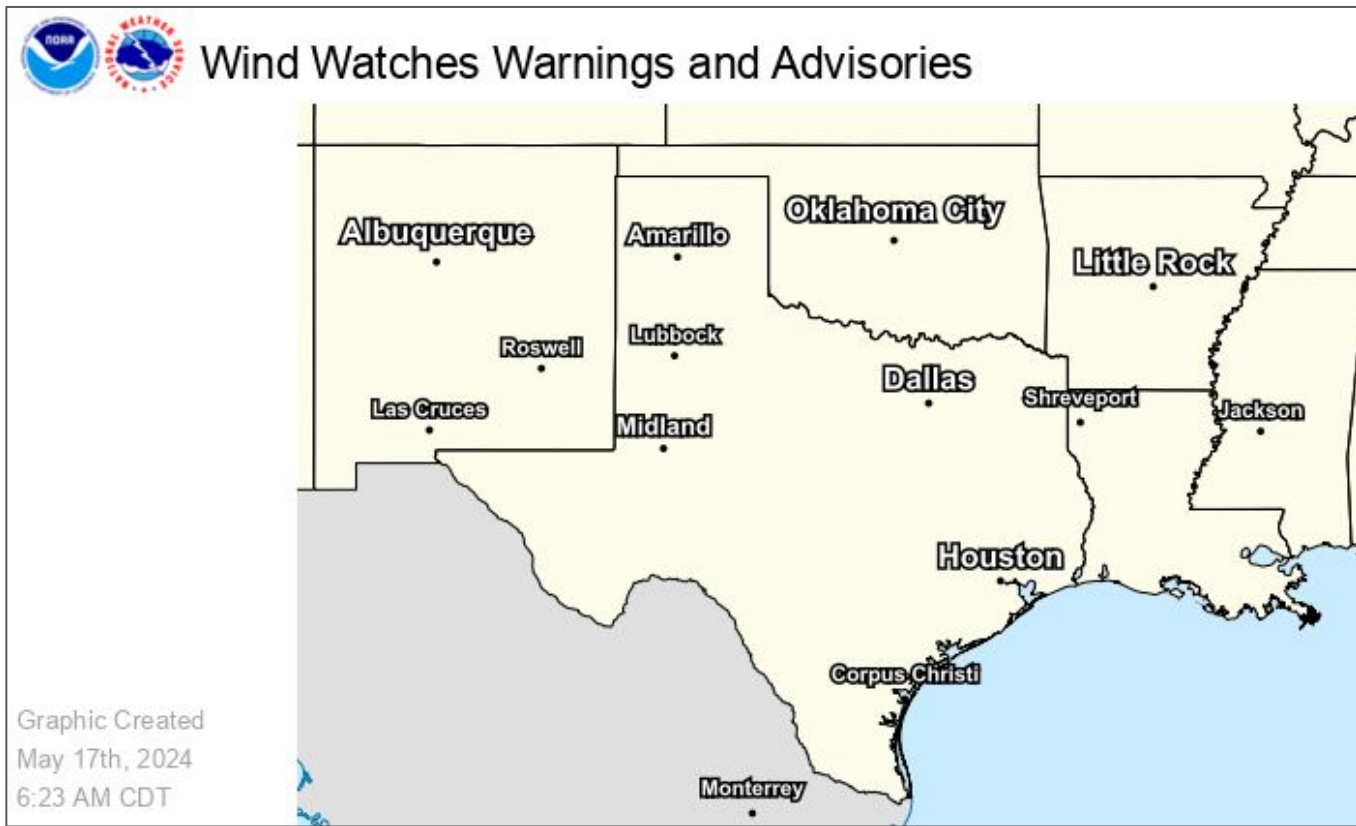 NOAA
NATIONAL WEATHER SERVICE
Wind Watches Warnings and Advisories
Oklahoma City
Albuquerque
Amarillo
Little Rock
Lubbock
Roswell
Dallas
Shreveport
Las Cruces
Jackson
Midland
Houston
Corpus Christi
Graphic Created
May 17th, 2024
6:23 AM CDT
Monterrey